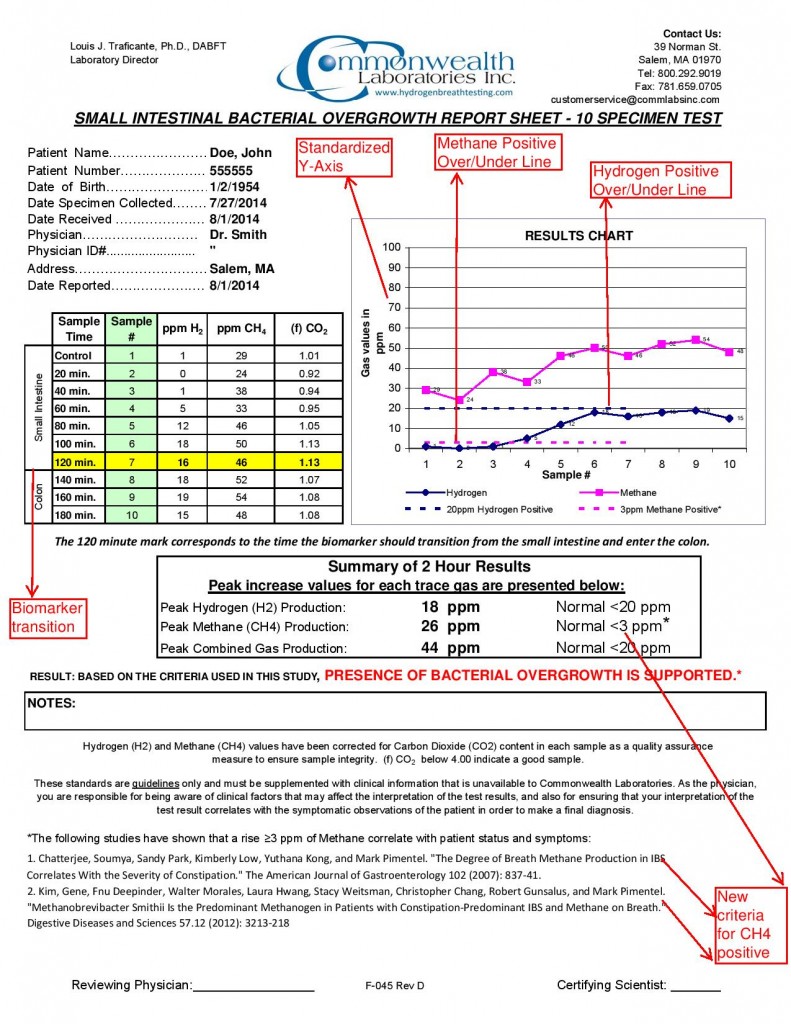 Louis J. Traficante, Ph.D., DABFT
Laboratory Director
Commonwealth
Laboratories Inc.
www.hydrogenbreathtesting.com
Contact Us:
39 Norman St.
Salem, MA 01970
Tel: 800.292.9019
Fax: 781.659.0705
customerservice@commlabsinc.com
SMALL INTESTINAL BACTERIAL OVERGROWTH REPORT SHEET - 10 SPECIMEN TEST
Patient Name....................... Doe, John
Patient Number.................... 555555
Date of Birth........................ 1/2/1954
Date Specimen Collected........ 7/27/2014
Date Received ..................... 8/1/2014
Physician........................... Dr. Smith
Physician ID#.......................... "
Address............................... Salem, MA
Date Reported...................... 8/1/2014
Standardized
Y-Axis
Methane Positive
Over/Under Line
Hydrogen Positive
Over/Under Line
Sample Time Sample # ppm H2 ppm CH4 (f) CO2
Small Intestine
Control 1 1 29 1.01
20 min. 2 0 24 0.92
40 min. 3 1 38 0.94
60 min. 4 5 33 0.95
80 min. 5 12 46 1.05
100 min. 6 18 50 1.13
120 min. 7 16 46 1.13
Colon
140 min. 8 18 52 1.07
160 min. 9 19 54 1.08
180 min. 10 15 48 1.08
RESULTS CHART
Gas values in
ppm
100
90
80
70
60
50
40
30
20
10
0
29 24 38 33 46 46 52 54 48
5 12 15
1 2 3 4 5 6 7 8 9 10
Sample #
Hydrogen Methane
20ppm Hydrogen Positive 3ppm Methane Positive*
The 120 minute mark corresponds to the time the biomarker should transition from the small intestine and enter the colon.
Biomarker
transition
Summary of 2 Hour Results
Peak increase values for each trace gas are presented below:
Peak Hydrogen (H2) Production: 18 ppm Normal <20 ppm
Peak Methane (CH4) Production: 26 ppm Normal <3 ppm*
Peak Combined Gas Production: 44 ppm Normal <20 ppm
RESULT: BASED ON THE CRITERIA USED IN THIS STUDY, PRESENCE OF BACTERIAL OVERGROWTH IS SUPPORTED.*
NOTES:
Hydrogen (H2) and Methane (CH4) values have been corrected for Carbon Dioxide (CO2) content in each sample as a quality assurance
measure to ensure sample integrity. (f) CO2 below 4.00 indicate a good sample.
These standards are guidelines only and must be supplemented with clinical information that is unavailable to Commonwealth Laboratories. As the physician,
you are responsible for being aware of clinical factors that may affect the interpretation of the test results, and also for ensuring that your interpretation of the
test result correlates with the symptomatic observations of the patient in order to make a final diagnosis.
*The following studies have shown that a rise ≥3 ppm of Methane correlate with patient status and symptoms:
1. Chatterjee, Soumya, Sandy Park, Kimberly Low, Yuthana Kong, and Mark Pimentel. "The Degree of Breath Methane Production in IBS
Correlates With the Severity of Constipation." The American Journal of Gastroenterology 102 (2007): 837-41.
2. Kim, Gene, Fnu Deepinder, Walter Morales, Laura Hwang, Stacy Weitsman, Christopher Chang, Robert Gunsalus, and Mark Pimentel.
"Methanobrevibacter Smithii Is the Predominant Methanogen in Patients with Constipation-Predominant IBS and Methane on Breath."
Digestive Diseases and Sciences 57.12 (2012): 3213-218
New
criteria
for CH4
positive
Reviewing Physician:________________ F-045 Rev D Certifying Scientist: _______